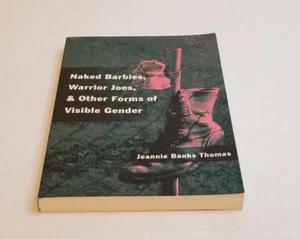 Naked Barbies,
Warrior Joes,
& Other Forms of
Visible Gender
Jeannie Banks Thomas